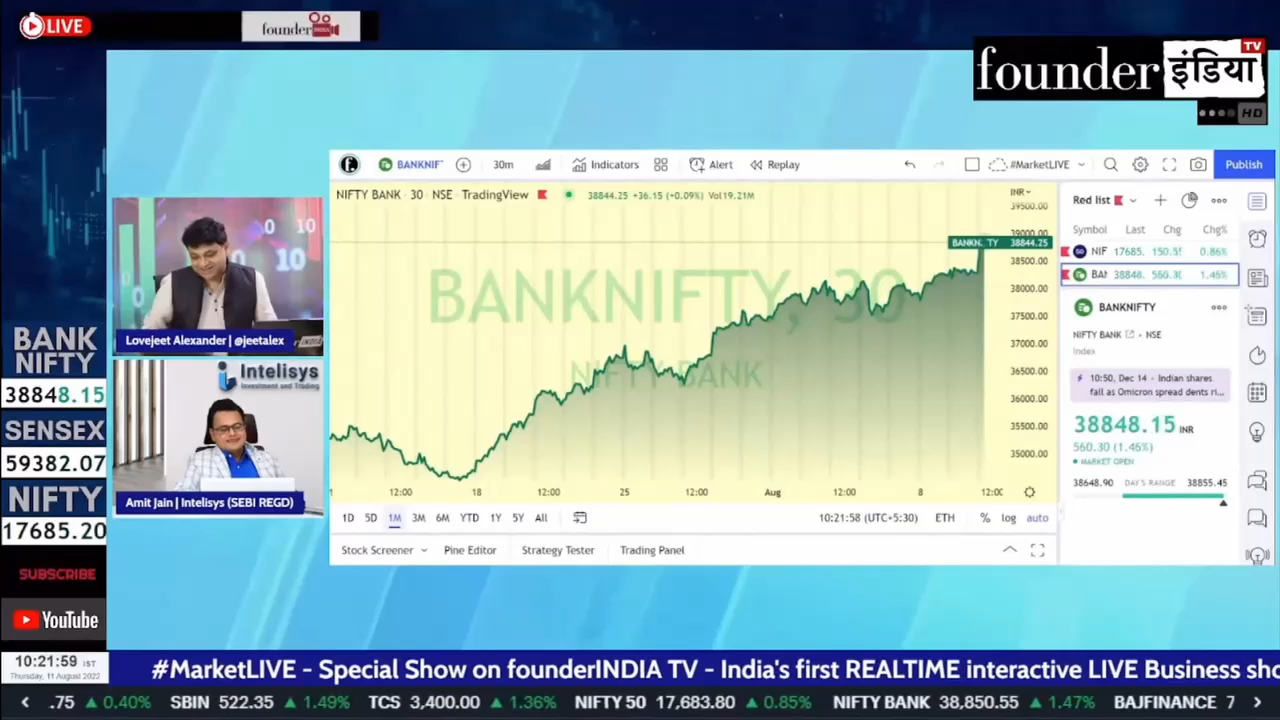 LIVE
founder INDIA
founder इंडिया TV
HD
BANKNIF
30m
Indicators
Alert
Replay
#MarketLIVE
Publish
NIFTY BANK · 30 · NSE · TradingView
38844.25 +36.15 (+0.09%) Vol19.21M
INR
39500.00
39000.00
BANKN TY 38844.25
38500.00
38000.00
37500.00
37000.00
36500.00
36000.00
35500.00
35000.00
BANKNIFTY, 30
NIFTY BANK
12:00
18
12:00
25
12:00
Aug
12:00
8
12:00
1D 5D 1M 3M 6M YTD 1Y 5Y All
10:21:58 (UTC+5:30) ETH % log auto
Stock Screener Pine Editor Strategy Tester Trading Panel
Red list
Symbol Last Chg Chg%
NIF 17685. 0.86%
BAN 38848. 1.46%
BANKNIFTY
NIFTY BANK · NSE
Index
10:50, Dec 14 · Indian shares
fall as Omicron spread dents ri...
38848.15 INR
560.30 (1.46%)
MARKET OPEN
38648.90 DAY'S RANGE 38855.45
0 10
10
Lovejeet Alexander | @jeetalex
Intelisys
Investment and Trading
Amit Jain | Intelisys (SEBI REGD)
BANK
NIFTY
38848.15
SENSEX
59382.07
NIFTY
17685.20
SUBSCRIBE
YouTube
10:21:59 IST
Thursday, 11 August 2022
#MarketLIVE - Special Show on founderINDIA TV - India's first REALTIME interactive LIVE Business sho
.75 ▲ 0.40% SBIN 522.35 ▲ 1.49% TCS 3,400.00 ▲ 1.36% NIFTY 50 17,683.80 ▲ 0.85% NIFTY BANK 38,850.55 ▲ 1.47% BAJFINANCE 7